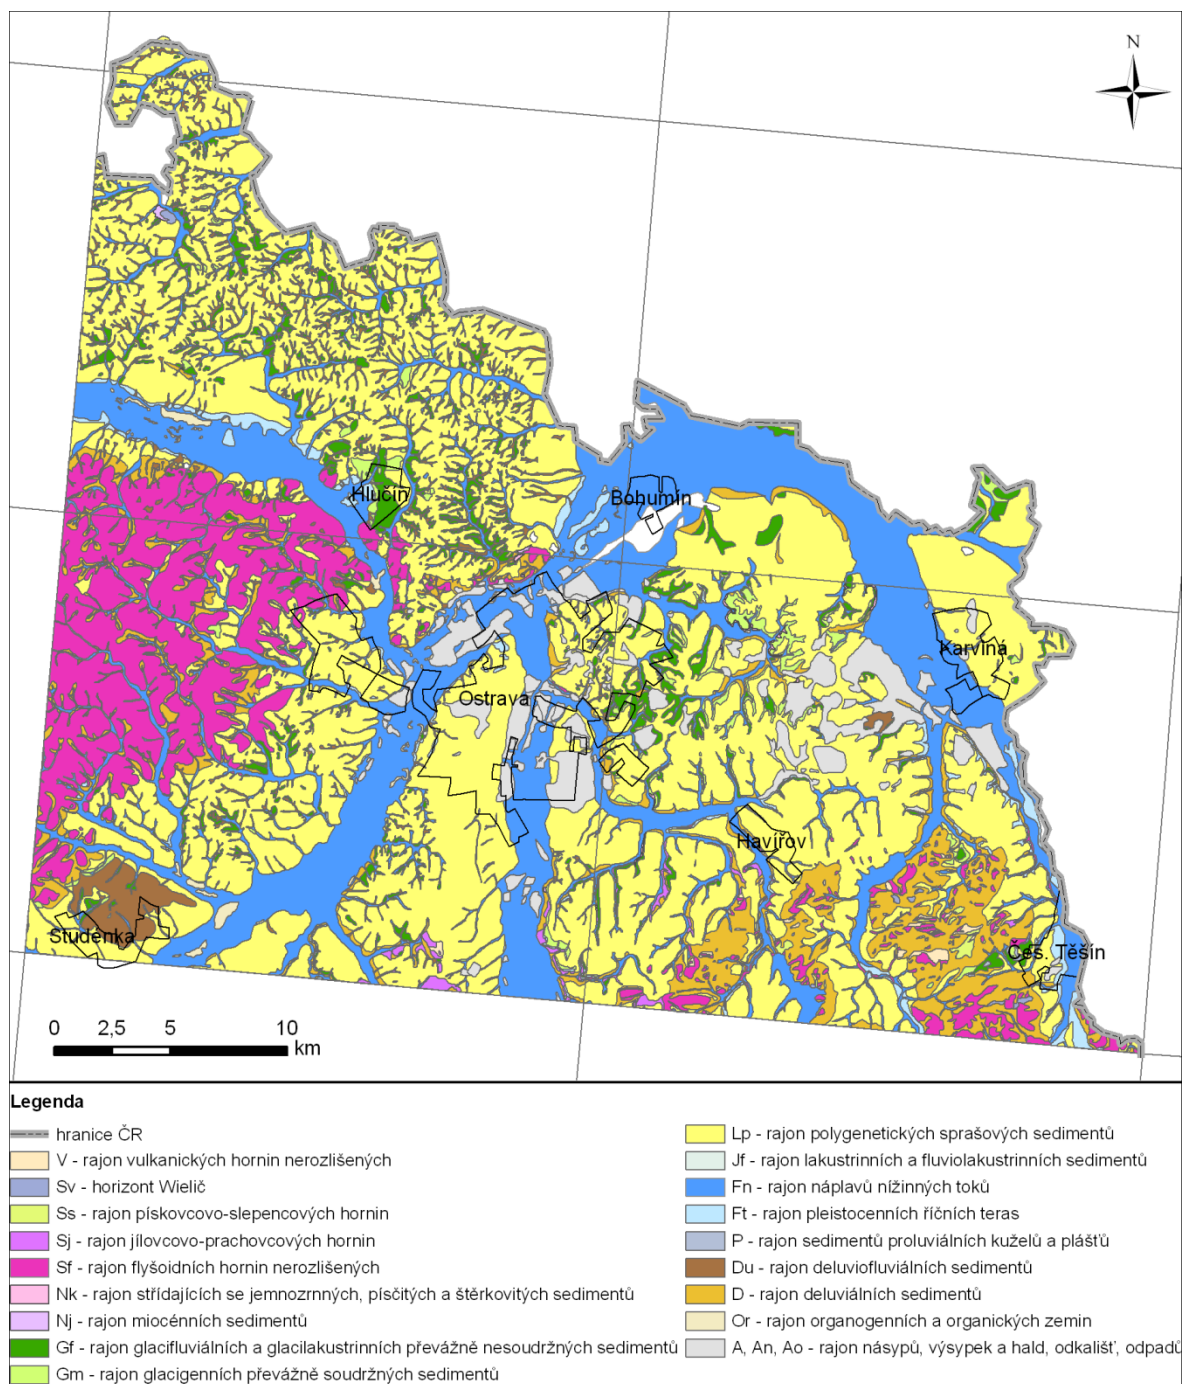 N
Hlučín
Bohumín
Karviná
Ostrava
Havířov
Studénka
Čes. Těšín
0 2,5 5 10
km
Legenda
hranice ČR
V - rajon vulkanických hornin nerozlišených
Sv - horizont Wielič
Ss - rajon pískovcovo-slepencových hornin
Sj - rajon jílovcovo-prachovcových hornin
Sf - rajon flyšoidních hornin nerozlišených
Nk - rajon střídajících se jemnozrnných, písčitých a štěrkovitých sedimentů
Nj - rajon miocénních sedimentů
Gf - rajon glacifluviálních a glacilakustrinních převážně nesoudržných sedimentů
Gm - rajon glacigenních převážně soudržných sedimentů
Lp - rajon polygenetických sprašových sedimentů
Jf - rajon lakustrinních a fluviolakustrinních sedimentů
Fn - rajon náplavů nížinných toků
Ft - rajon pleistocenních říčních teras
P - rajon sedimentů proluviálních kuželů a plášťů
Du - rajon deluviofluviálních sedimentů
D - rajon deluviálních sedimentů
Or - rajon organogenních a organických zemin
A, An, Ao - rajon násypů, výsypek a hald, odkališť, odpadů